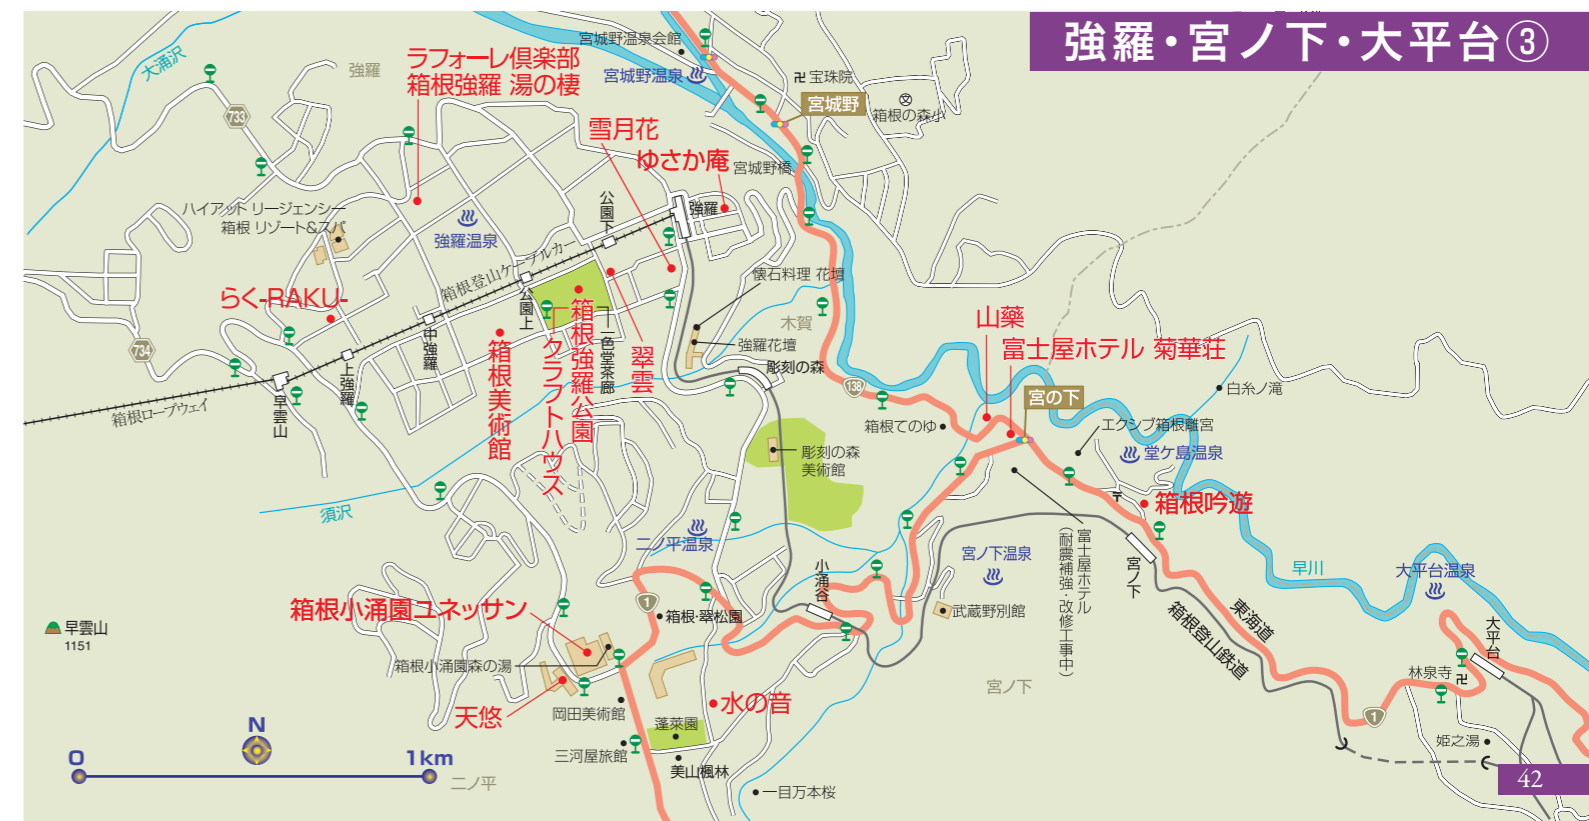 強羅・宮ノ下・大平台③
大涌沢
強羅
ラフォーレ倶楽部
箱根強羅 湯の棲
宮城野温泉会館
宮城野温泉
宝珠院
宮城野
箱根の森小
733
雪月花
ゆさか庵
宮城野橋
ハイアット リージェンシー
箱根 リゾート&スパ
強羅温泉
公園下
強羅
箱根登山ケーブルカー
懐石料理 花壇
らく-RAKU-
公園上
木賀
山藥
富士屋ホテル 菊華荘
734
中強羅
箱根美術館
クラフトハウス
箱根強羅公園
一色堂茶廊
翠雲
強羅花壇
彫刻の森
138
宮の下
白糸ノ滝
上強羅
早雲山
箱根ロープウェイ
箱根てのゆ
エクシブ箱根離宮
堂ケ島温泉
彫刻の森
美術館
須沢
箱根吟遊
二ノ平温泉
小涌谷
宮ノ下温泉
富士屋ホテル
(耐震補強・改修工事中)
宮ノ下
早川
大平台温泉
箱根小涌園ユネッサン
1
箱根・翠松園
武蔵野別館
東海道
箱根登山鉄道
大平台
早雲山
1151
箱根小涌園森の湯
宮ノ下
林泉寺
天悠
岡田美術館
水の音
蓬莱園
1
N
0
1km
三河屋旅館
美山楓林
姫之湯
二ノ平
一目万本桜
42